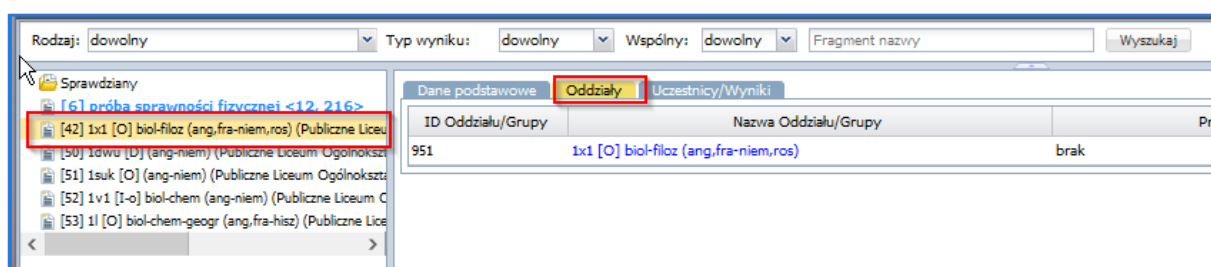 Rodzaj: dowolny Typ wyniku: dowolny Wspólny: dowolny Fragment nazwy Wyszukaj
Sprawdziany
[6] próba sprawności fizycznej <12, 216>
[42] 1x1 [O] biol-filoz (ang,fra-niem,ros) (Publiczne Liceu
[50] 1dwu [D] (ang-niem) (Publiczne Liceum Ogólnokszt
[51] 1suk [O] (ang-niem) (Publiczne Liceum Ogólnokszta
[52] 1v1 [I-o] biol-chem (ang-niem) (Publiczne Liceum O
[53] 1l [O] biol-chem-geogr (ang,fra-hisz) (Publiczne Lice
Dane podstawowe Oddziały Uczestnicy/Wyniki
ID Oddziału/Grupy Nazwa Oddziału/Grupy Pr
951 1x1 [O] biol-filoz (ang,fra-niem,ros) brak